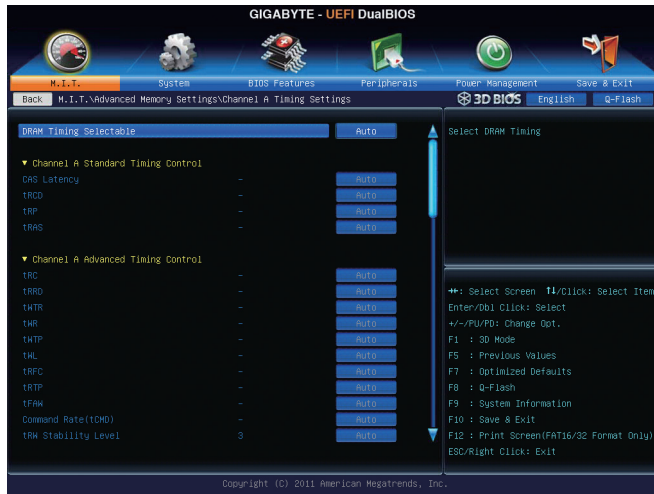 GIGABYTE - UEFI DualBIOS
M.I.T. System BIOS Features Peripherals Power Management Save & Exit
Back M.I.T.\Advanced Memory Settings\Channel A Timing Settings 3D BIOS English Q-Flash
DRAM Timing Selectable Auto
Select DRAM Timing
▼ Channel A Standard Timing Control
CAS Latency - Auto
tRCD - Auto
tRP - Auto
tRAS - Auto
▼ Channel A Advanced Timing Control
tRC - Auto
tRRD - Auto
tWTR - Auto
tWR - Auto
tWTP - Auto
tWL - Auto
tRFC - Auto
tRTP - Auto
tFAW - Auto
Command Rate(tCMD) - Auto
tRW Stability Level 3 Auto
→←: Select Screen ↑↓/Click: Select Item
Enter/Dbl Click: Select
+/-/PU/PD: Change Opt.
F1 : 3D Mode
F5 : Previous Values
F7 : Optimized Defaults
F8 : Q-Flash
F9 : System Information
F10 : Save & Exit
F12 : Print Screen(FAT16/32 Format Only)
ESC/Right Click: Exit
Copyright (C) 2011 American Megatrends, Inc.